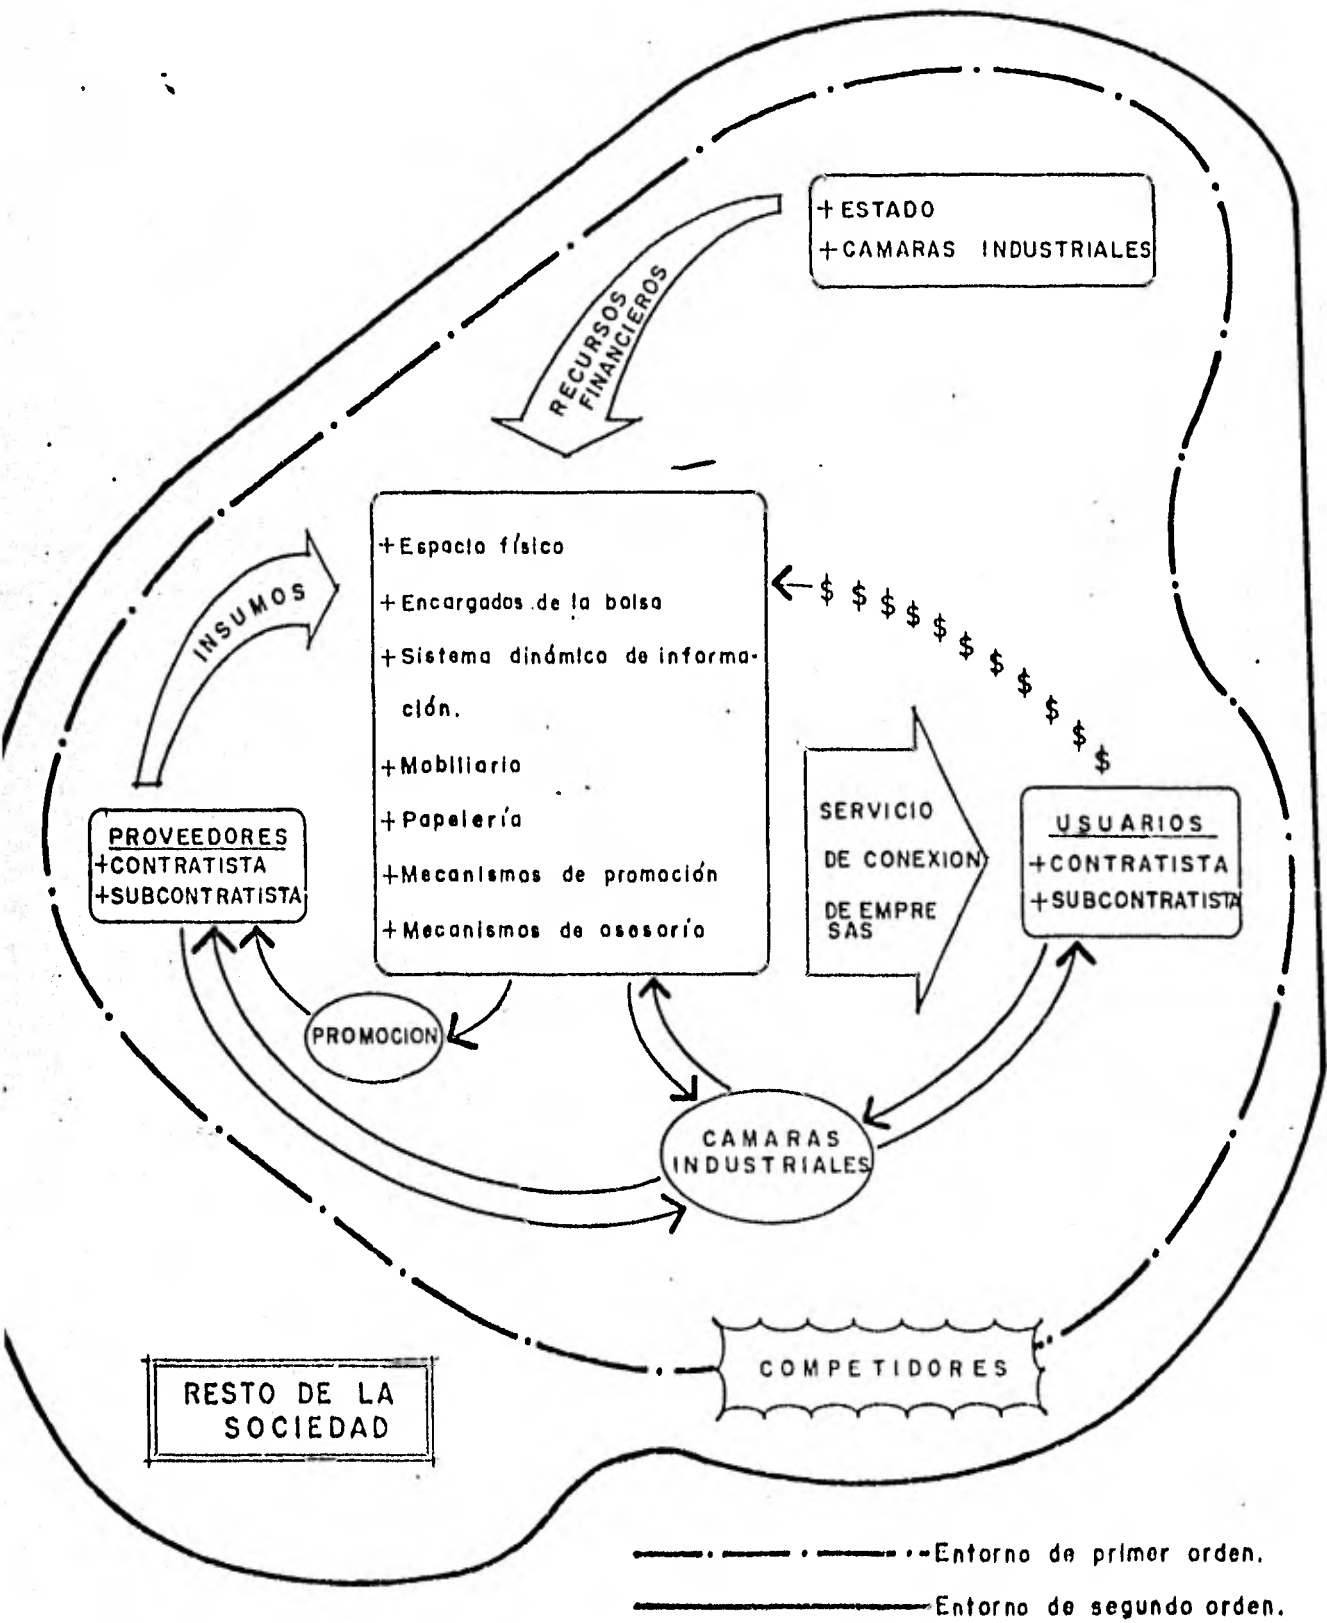 + ESTADO
+ CAMARAS INDUSTRIALES
RECURSOS
FINANCIEROS
+ Espacio físico
+ Encargados de la bolsa
+ Sistema dinámico de informa-
ción.
+ Mobiliario
+ Papelería
+ Mecanismos de promoción
+ Mecanismos de asesoría
INSUMOS
$ $ $ $ $ $ $ $ $ $ $
PROVEEDORES
+ CONTRATISTA
+ SUBCONTRATISTA
SERVICIO
DE CONEXION
DE EMPRE
SAS
USUARIOS
+ CONTRATISTA
+ SUBCONTRATISTA
PROMOCION
CAMARAS
INDUSTRIALES
COMPETIDORES
RESTO DE LA
SOCIEDAD
Entorno de primer orden.
Entorno de segundo orden.